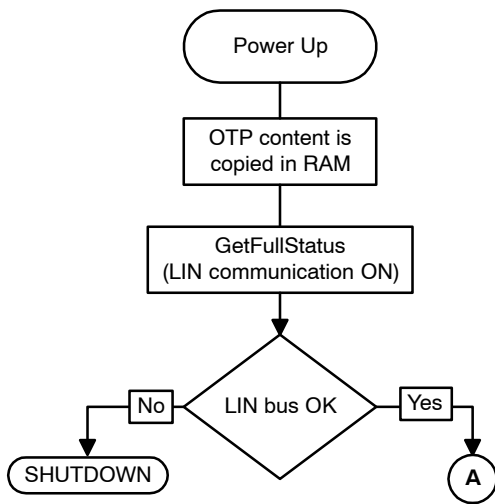 Power Up
OTP content is
copied in RAM
GetFullStatus
(LIN communication ON)
No
LIN bus OK
Yes
SHUTDOWN
A